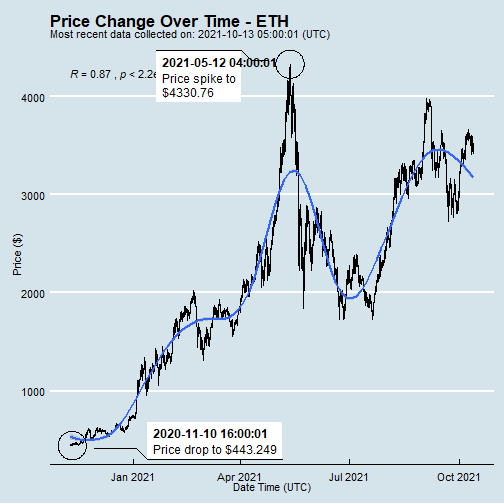 Price Change Over Time - ETH
Most recent data collected on: 2021-10-13 05:00:01 (UTC)
2021-05-12 04:00:01
Price spike to
$4330.76
R = 0.87 , p < 2.2e
4000
3000
2000
1000
Price ($)
2020-11-10 16:00:01
Price drop to $443.249
Jan 2021
Apr 2021
Jul 2021
Oct 2021
Date Time (UTC)